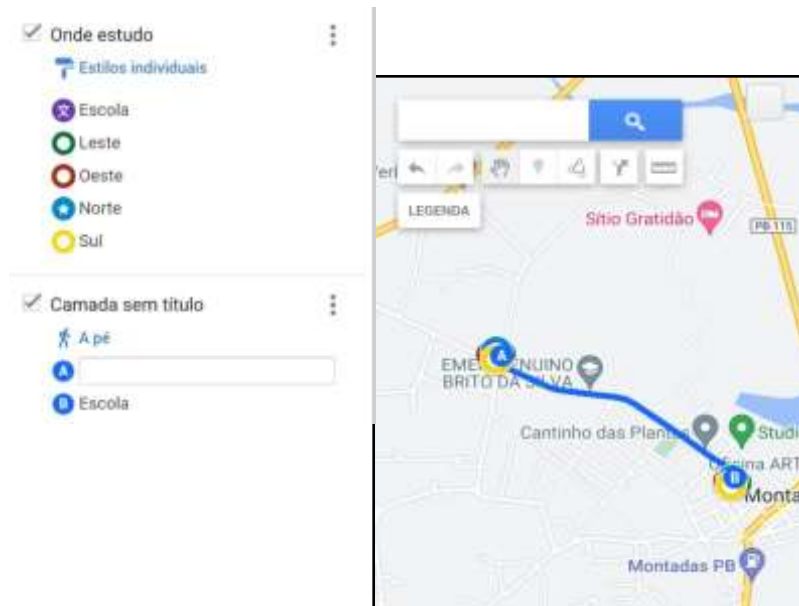 Onde estudo
Estilos individuais
Escola
Leste
Oeste
Norte
Sul
Camada sem título
A pé
A
B Escola
LEGENDA
Sítio Gratidão
PB-115
A
BRITO DA SILVA
Cantinho das Plantas
Studi
ina ART
B
Monta
Montadas PB